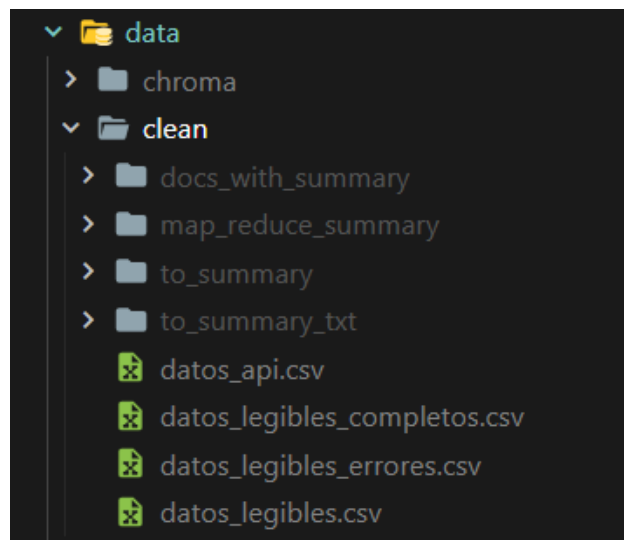 data
chroma
clean
docs_with_summary
map_reduce_summary
to_summary
to_summary_txt
datos_api.csv
datos_legibles_completos.csv
datos_legibles_errores.csv
datos_legibles.csv